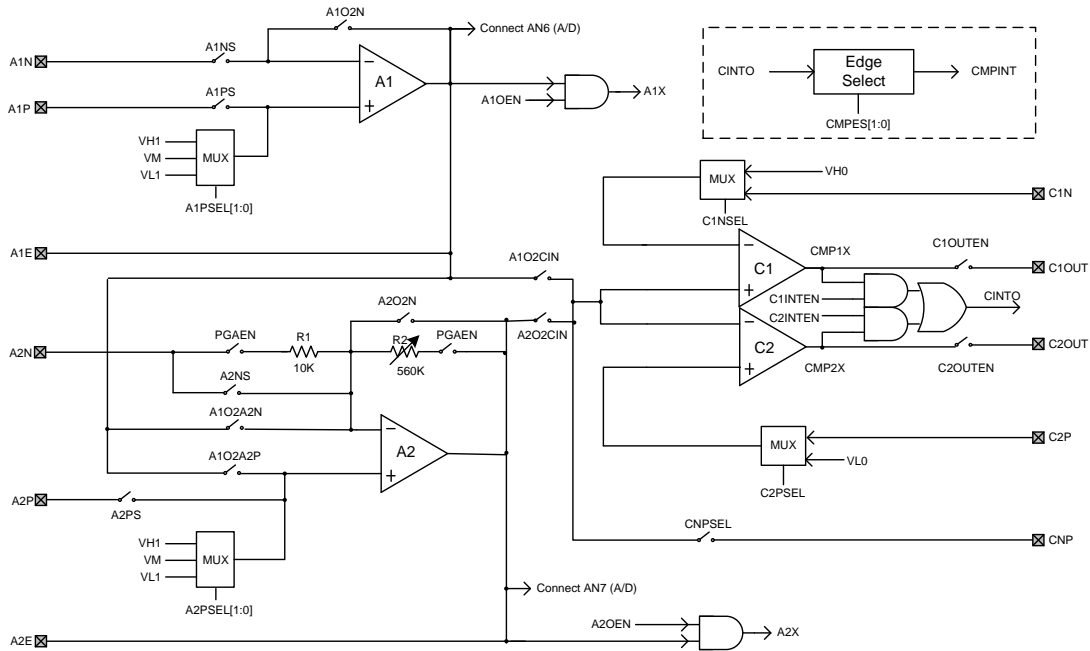 A1O2N
Connect AN6 (A/D)
A1NS
A1N
A1
A1PS
A1P
A1OEN
A1X
VH1
VM
VL1
MUX
A1PSEL[1:0]
CINTO
Edge
Select
CMPINT
CMPES[1:0]
MUX
VH0
C1N
C1NSEL
A1E
A1O2CIN
C1
CMP1X
C1OUTEN
C1OUT
C1INTEN
C2INTEN
CINTO
A2O2N
A2O2CIN
A2N
PGAEN
R1
10K
R2
560K
PGAEN
C2
CMP2X
C2OUT
C2OUTEN
A2NS
A1O2A2N
A2
A1O2A2P
MUX
C2P
VL0
C2PSEL
A2P
A2PS
VH1
VM
VL1
MUX
A2PSEL[1:0]
CNPSEL
CNP
Connect AN7 (A/D)
A2OEN
A2X
A2E